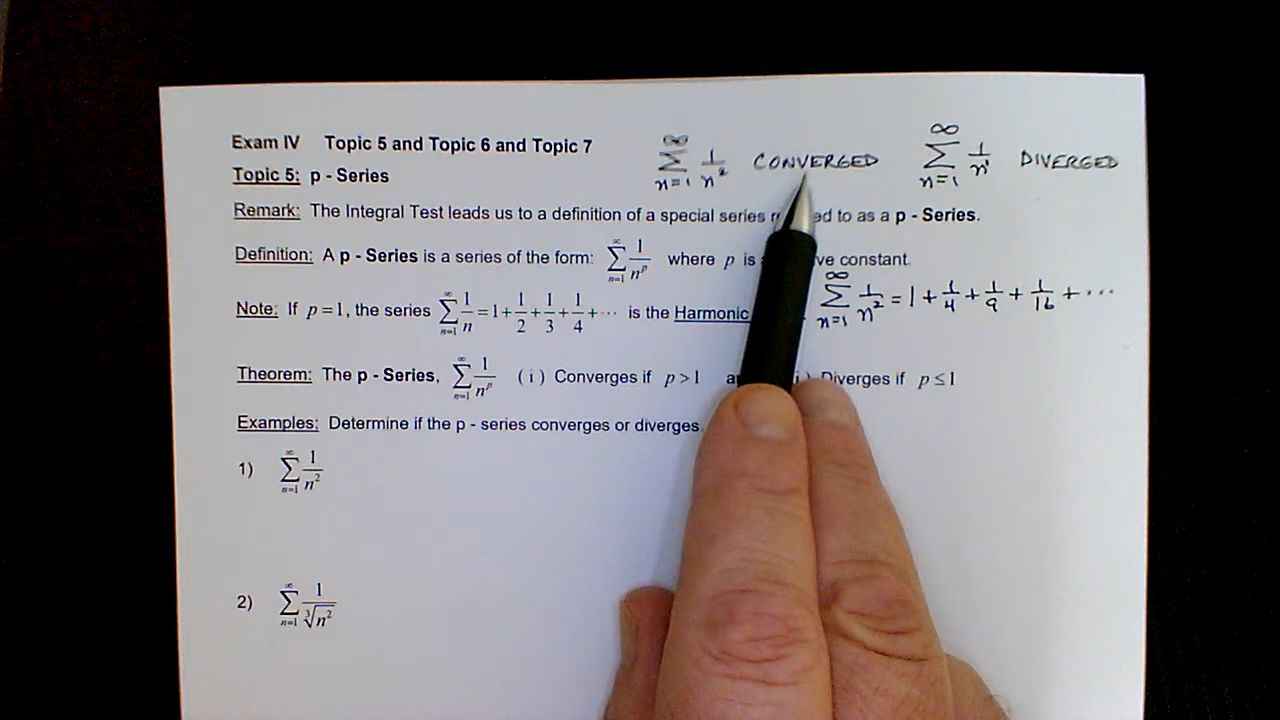 Exam IV Topic 5 and Topic 6 and Topic 7
∞ ∑ n=1 1/n² CONVERGED ∞ ∑ n=1 1/n¹ DIVERGED
Topic 5: p - Series
Remark: The Integral Test leads us to a definition of a special series to as a p - Series.
Definition: A p - Series is a series of the form: ∞ ∑ n=1 1/nᵖ where p is constant.
∞ ∑ n=1 1/n² = 1 + 1/4 + 1/9 + 1/16 + ⋯
Note: If p = 1, the series ∞ ∑ n=1 1/n = 1 + 1/2 + 1/3 + 1/4 + ⋯ is the Harmonic
Theorem: The p - Series, ∞ ∑ n=1 1/nᵖ ( i ) Converges if p > 1 Diverges if p ≤ 1
Examples: Determine if the p - series converges or diverges.
1) ∞ ∑ n=1 1/n²
2) ∞ ∑ n=1 1/∛n²